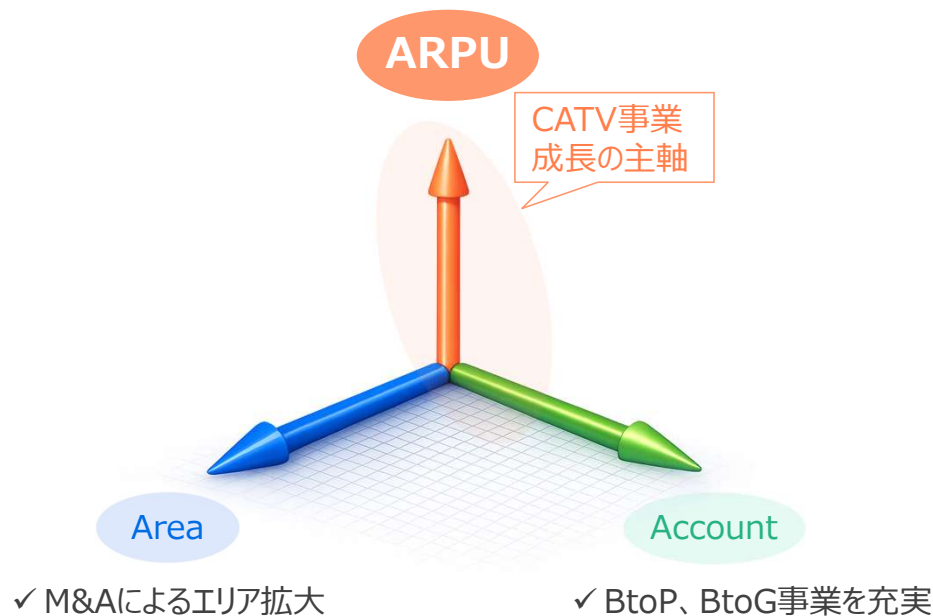 ARPU
CATV事業
成長の主軸
Area
Account
✓ M&Aによるエリア拡大
✓ BtoP、BtoG事業を充実